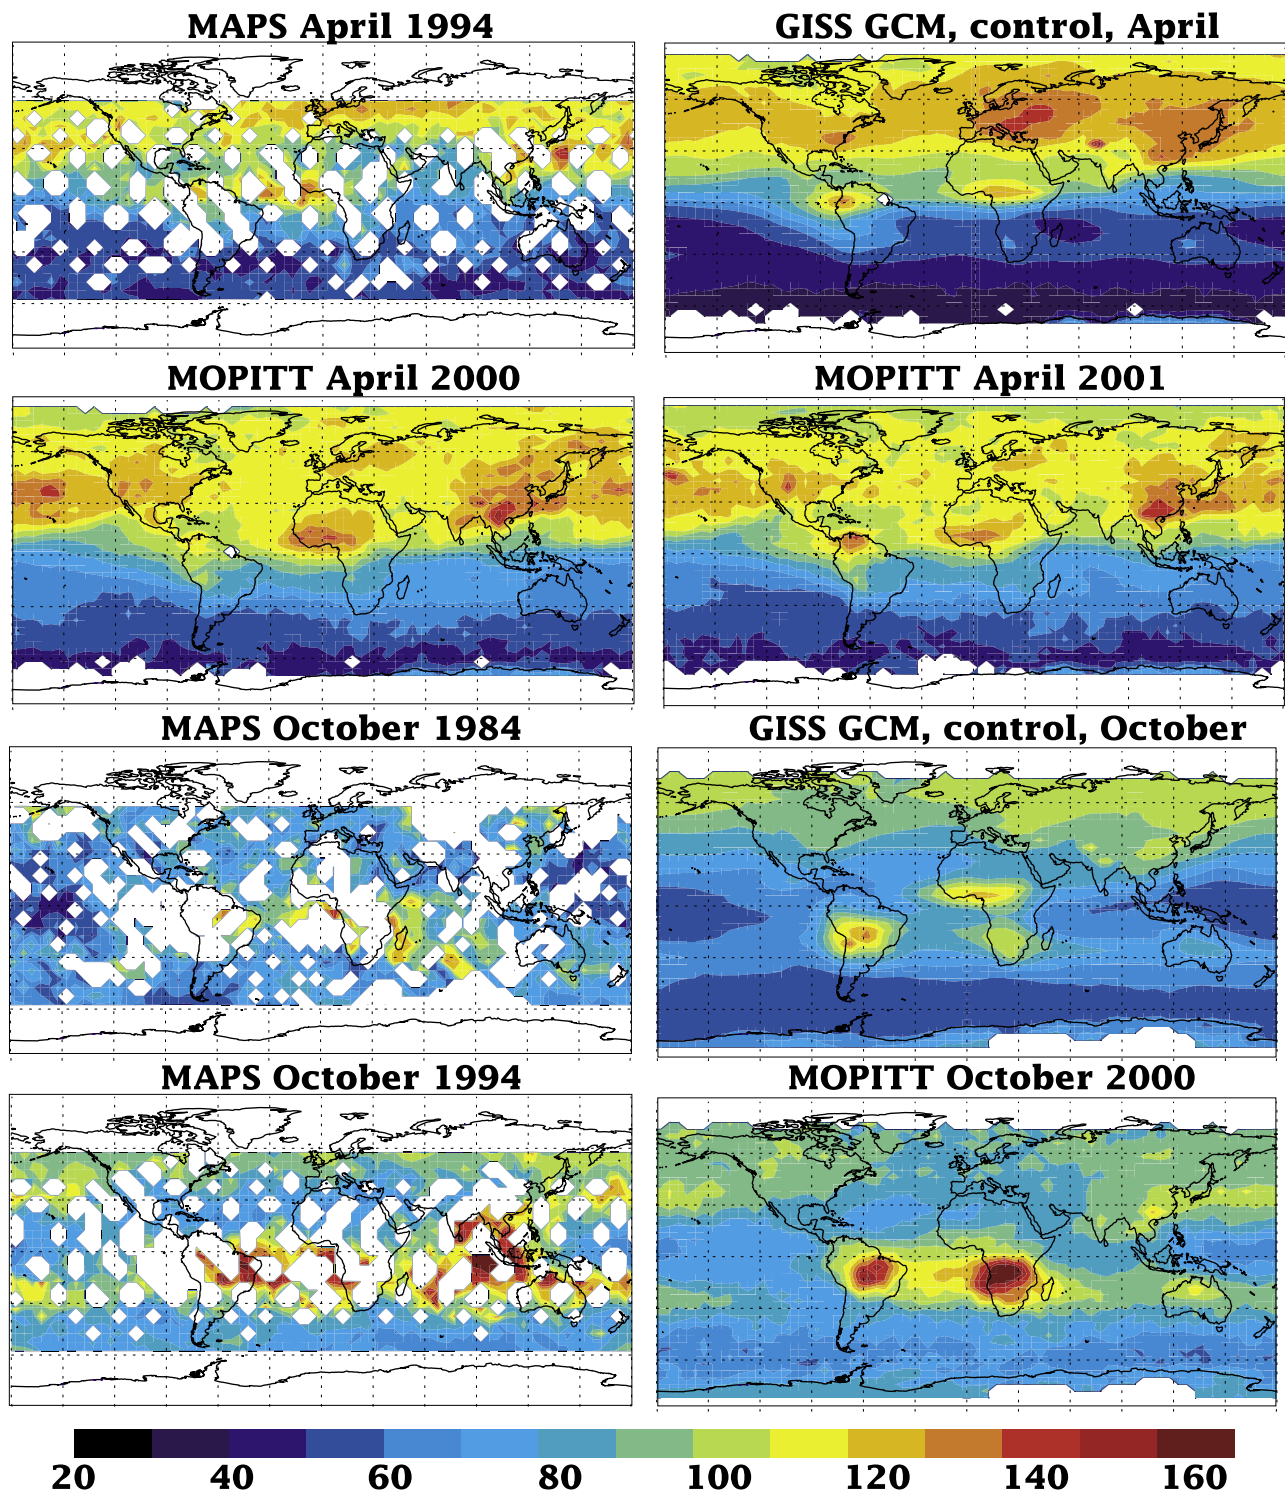 MAPS April 1994
GISS GCM, control, April
MOPITT April 2000
MOPITT April 2001
MAPS October 1984
GISS GCM, control, October
MAPS October 1994
MOPITT October 2000
20 40 60 80 100 120 140 160